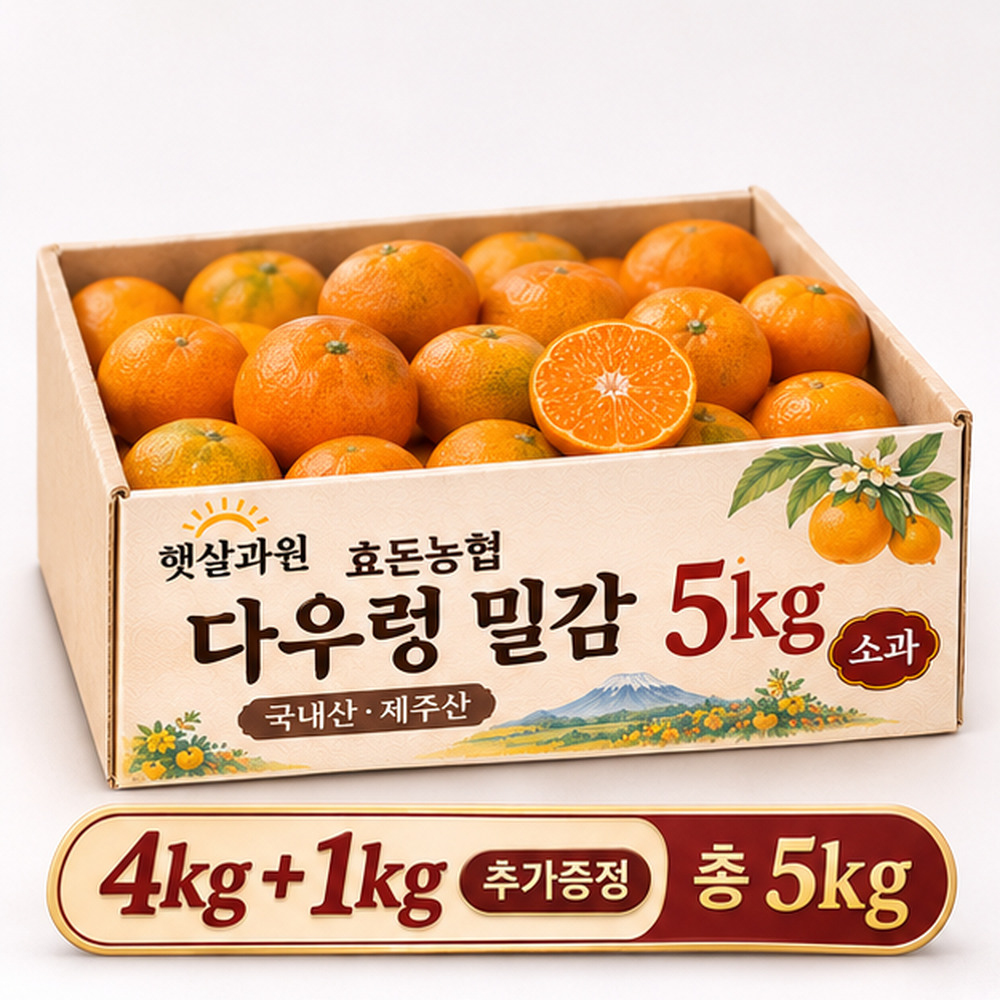 햇살과원
효돈농협
다우렁 밀감 5kg
소과
국내산·제주산
4kg+1kg 추가증정 총 5kg